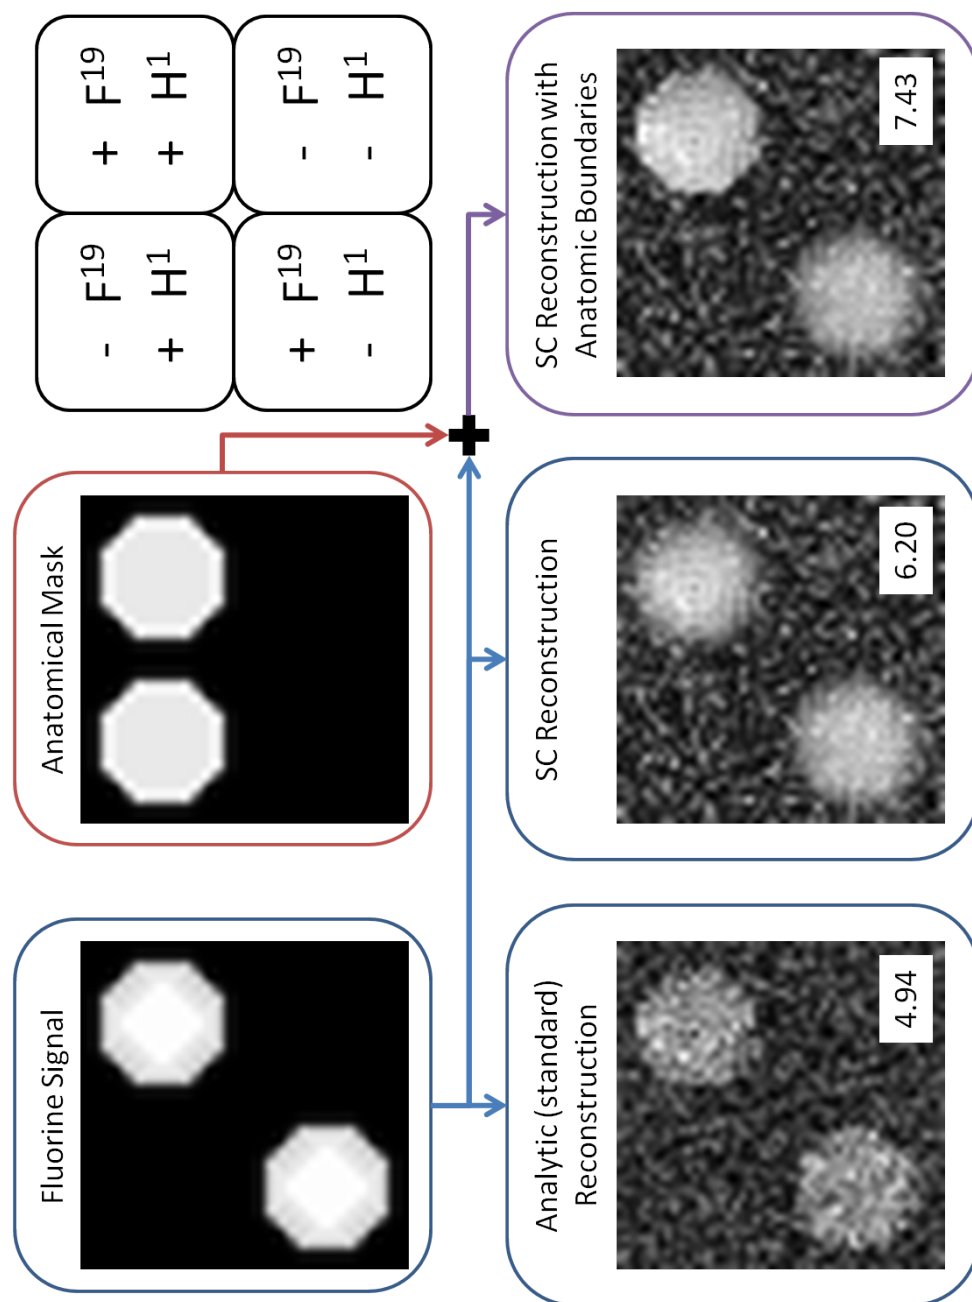 Fluorine Signal
Anatomical Mask
- F¹⁹
+ H¹
+ F¹⁹
+ H¹
+ F¹⁹
- H¹
- F¹⁹
- H¹
Analytic (standard)
Reconstruction
4.94
SC Reconstruction
6.20
SC Reconstruction with
Anatomic Boundaries
7.43